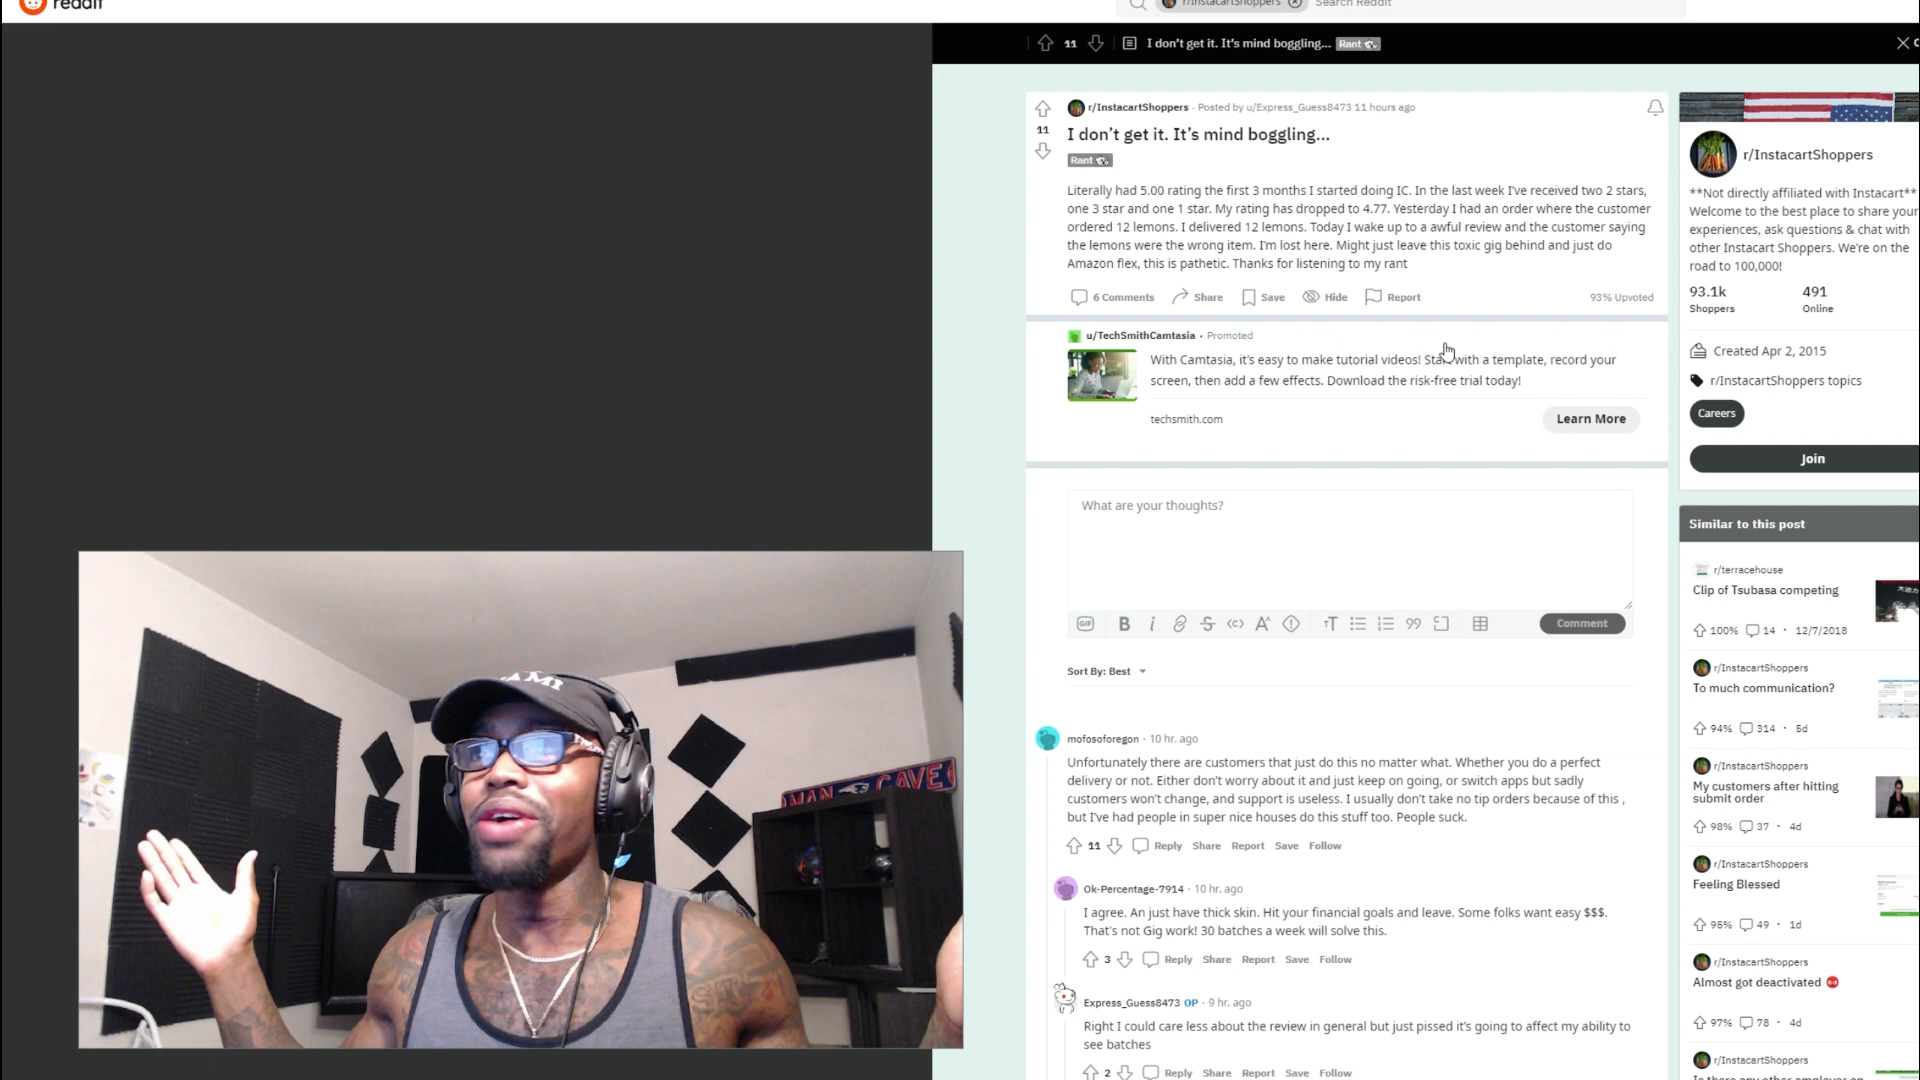 reddit
r/InstacartShoppers
Search Reddit
11
I don't get it. It's mind boggling...
Rant
r/InstacartShoppers · Posted by u/Express_Guess8473 11 hours ago
11
I don't get it. It's mind boggling...
Rant
Literally had 5.00 rating the first 3 months I started doing IC. In the last week I've received two 2 stars,
one 3 star and one 1 star. My rating has dropped to 4.77. Yesterday I had an order where the customer
ordered 12 lemons. I delivered 12 lemons. Today I wake up to a awful review and the customer saying
the lemons were the wrong item. I'm lost here. Might just leave this toxic gig behind and just do
Amazon flex, this is pathetic. Thanks for listening to my rant
6 Comments Share Save Hide Report 93% Upvoted
u/TechSmithCamtasia · Promoted
With Camtasia, it's easy to make tutorial videos! Start with a template, record your
screen, then add a few effects. Download the risk-free trial today!
techsmith.com
Learn More
What are your thoughts?
GIF B i <c> A^ TT 99
Comment
Sort By: Best
mofosoforegon · 10 hr. ago
Unfortunately there are customers that just do this no matter what. Whether you do a perfect
delivery or not. Either don't worry about it and just keep on going, or switch apps but sadly
customers won't change, and support is useless. I usually don't take no tip orders because of this ,
but I've had people in super nice houses do this stuff too. People suck.
11 Reply Share Report Save Follow
Ok-Percentage-7914 · 10 hr. ago
I agree. An just have thick skin. Hit your financial goals and leave. Some folks want easy $$$.
That's not Gig work! 30 batches a week will solve this.
3 Reply Share Report Save Follow
Express_Guess8473 OP · 9 hr. ago
Right I could care less about the review in general but just pissed it's going to affect my ability to
see batches
2 Reply Share Report Save Follow
r/InstacartShoppers
**Not directly affiliated with Instacart**
Welcome to the best place to share your
experiences, ask questions & chat with
other Instacart Shoppers. We're on the
road to 100,000!
93.1k 491
Shoppers Online
Created Apr 2, 2015
r/InstacartShoppers topics
Careers
Join
Similar to this post
r/terracehouse
Clip of Tsubasa competing
100% 14 · 12/7/2018
r/InstacartShoppers
To much communication?
94% 314 · 5d
r/InstacartShoppers
My customers after hitting
submit order
98% 37 · 4d
r/InstacartShoppers
Feeling Blessed
95% 49 · 1d
r/InstacartShoppers
Almost got deactivated
97% 78 · 4d
r/InstacartShoppers
MAN CAVE